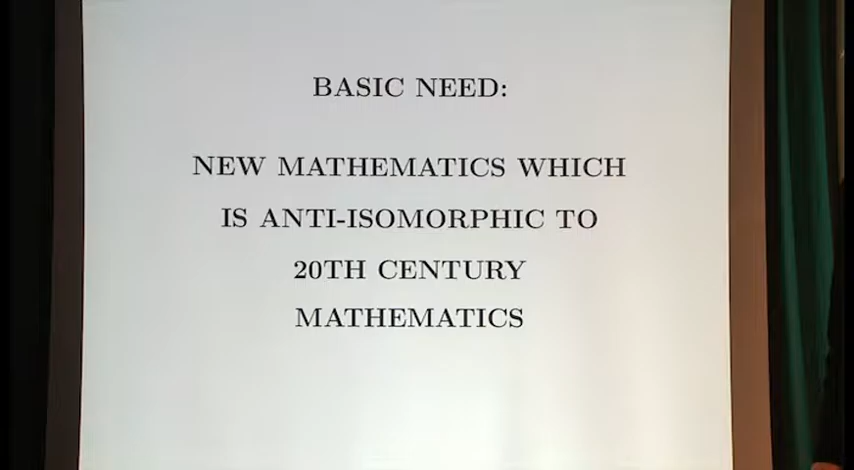 BASIC NEED:
NEW MATHEMATICS WHICH
IS ANTI-ISOMORPHIC TO
20TH CENTURY
MATHEMATICS